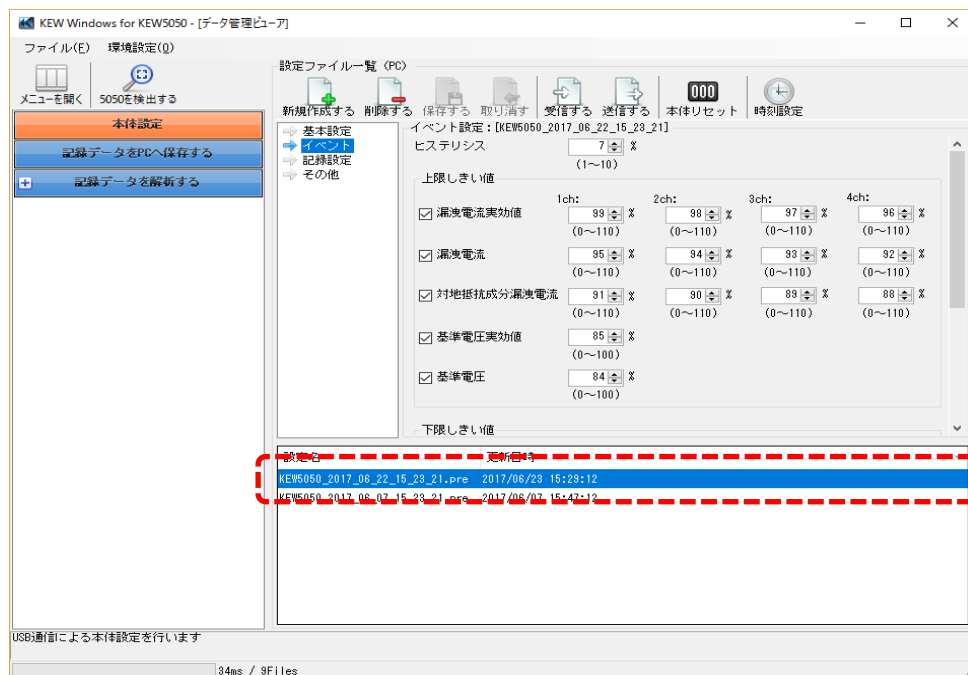 KEW Windows for KEW5050 - [データ管理ビューア]
ファイル(F) 環境設定(O)
メニューを開く 5050を検出する
本体設定
記録データをPCへ保存する
記録データを解析する
設定ファイル一覧 (PC)
新規作成する 削除する 保存する 取り消す 受信する 送信する 000 本体リセット 時刻設定
基本設定
イベント
記録設定
その他
イベント設定：[KEW5050_2017_06_22_15_23_21]
ヒステリシス 7 %
(1～10)
上限しきい値
1ch: 2ch: 3ch: 4ch:
漏洩電流実効値 99 % 98 % 97 % 96 %
(0～110) (0～110) (0～110) (0～110)
漏洩電流 95 % 94 % 93 % 92 %
(0～110) (0～110) (0～110) (0～110)
対地抵抗成分漏洩電流 91 % 90 % 89 % 88 %
(0～110) (0～110) (0～110) (0～110)
基準電圧実効値 85 %
(0～100)
基準電圧 84 %
(0～100)
下限しきい値
設定名 更新日時
KEW5050_2017_06_22_15_23_21.pre 2017/06/23 15:29:12
KEW5050_2017_06_07_15_23_21.pre 2017/06/07 15:47:12
USB通信による本体設定を行います
34ms / 9Files